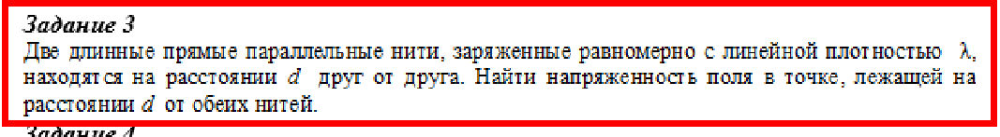 Задание 3
Две длинные прямые параллельные нити, заряженные равномерно с линейной плотностью λ,
находятся на расстоянии d друг от друга. Найти напряженность поля в точке, лежащей на
расстоянии d от обеих нитей.
Задание 4